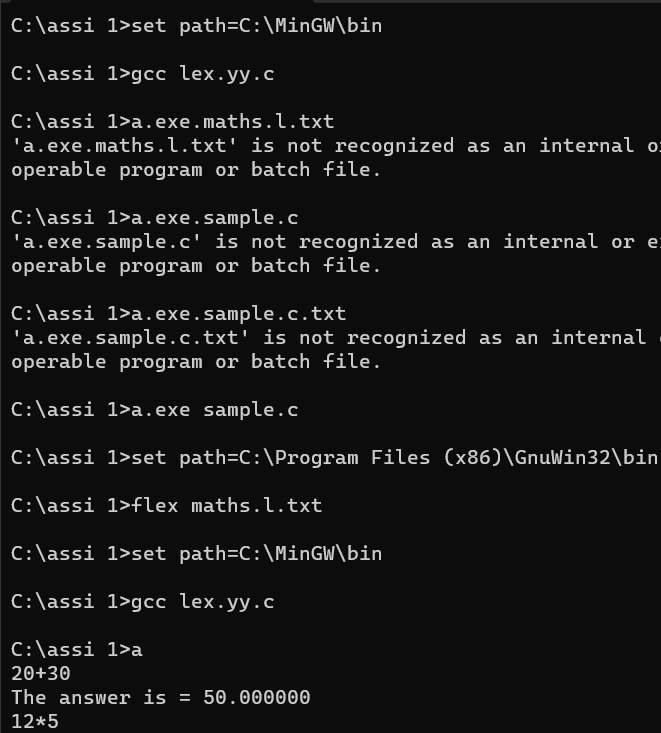 C:\assi 1>set path=C:\MinGW\bin
C:\assi 1>gcc lex.yy.c
C:\assi 1>a.exe.maths.l.txt
'a.exe.maths.l.txt' is not recognized as an internal o
operable program or batch file.
C:\assi 1>a.exe.sample.c
'a.exe.sample.c' is not recognized as an internal or e
operable program or batch file.
C:\assi 1>a.exe.sample.c.txt
'a.exe.sample.c.txt' is not recognized as an internal
operable program or batch file.
C:\assi 1>a.exe sample.c
C:\assi 1>set path=C:\Program Files (x86)\GnuWin32\bin
C:\assi 1>flex maths.l.txt
C:\assi 1>set path=C:\MinGW\bin
C:\assi 1>gcc lex.yy.c
C:\assi 1>a
20+30
The answer is = 50.000000
12*5